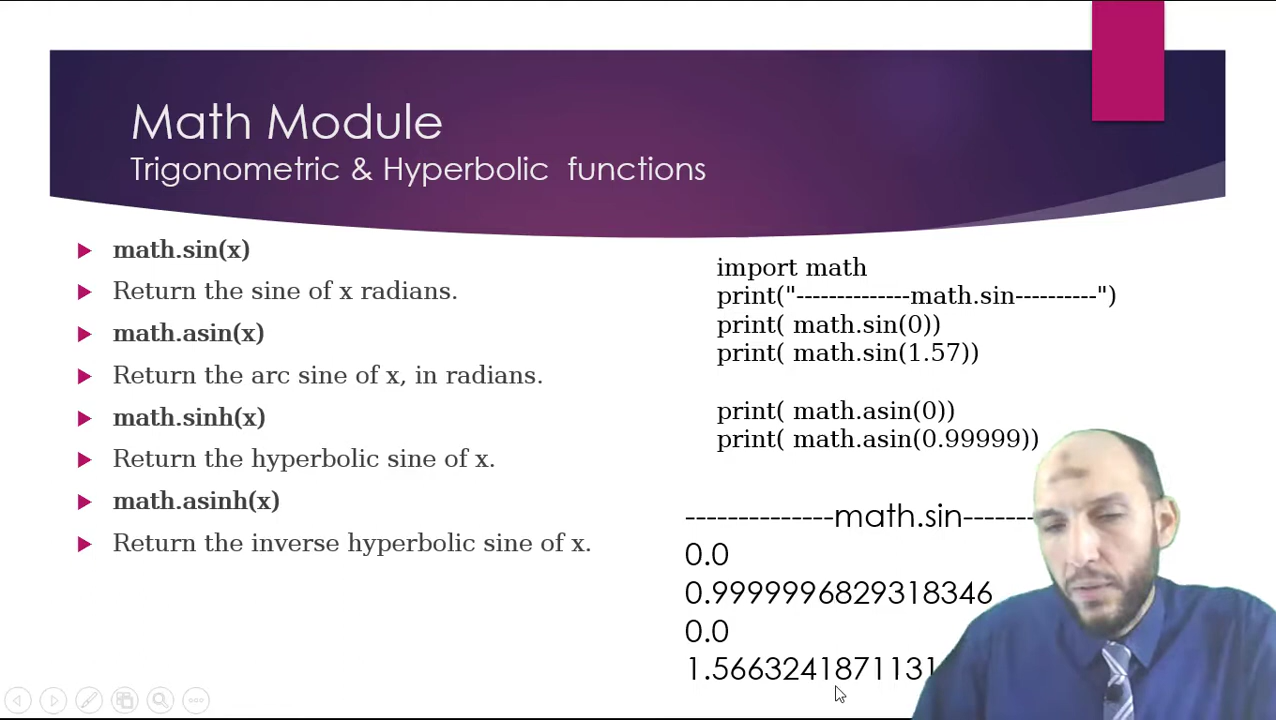 Math Module
Trigonometric & Hyperbolic functions
math.sin(x)
Return the sine of x radians.
math.asin(x)
Return the arc sine of x, in radians.
math.sinh(x)
Return the hyperbolic sine of x.
math.asinh(x)
Return the inverse hyperbolic sine of x.
import math
print("--------------math.sin----------")
print( math.sin(0))
print( math.sin(1.57))
print( math.asin(0))
print( math.asin(0.99999))
--------------math.sin-------
0.0
0.9999996829318346
0.0